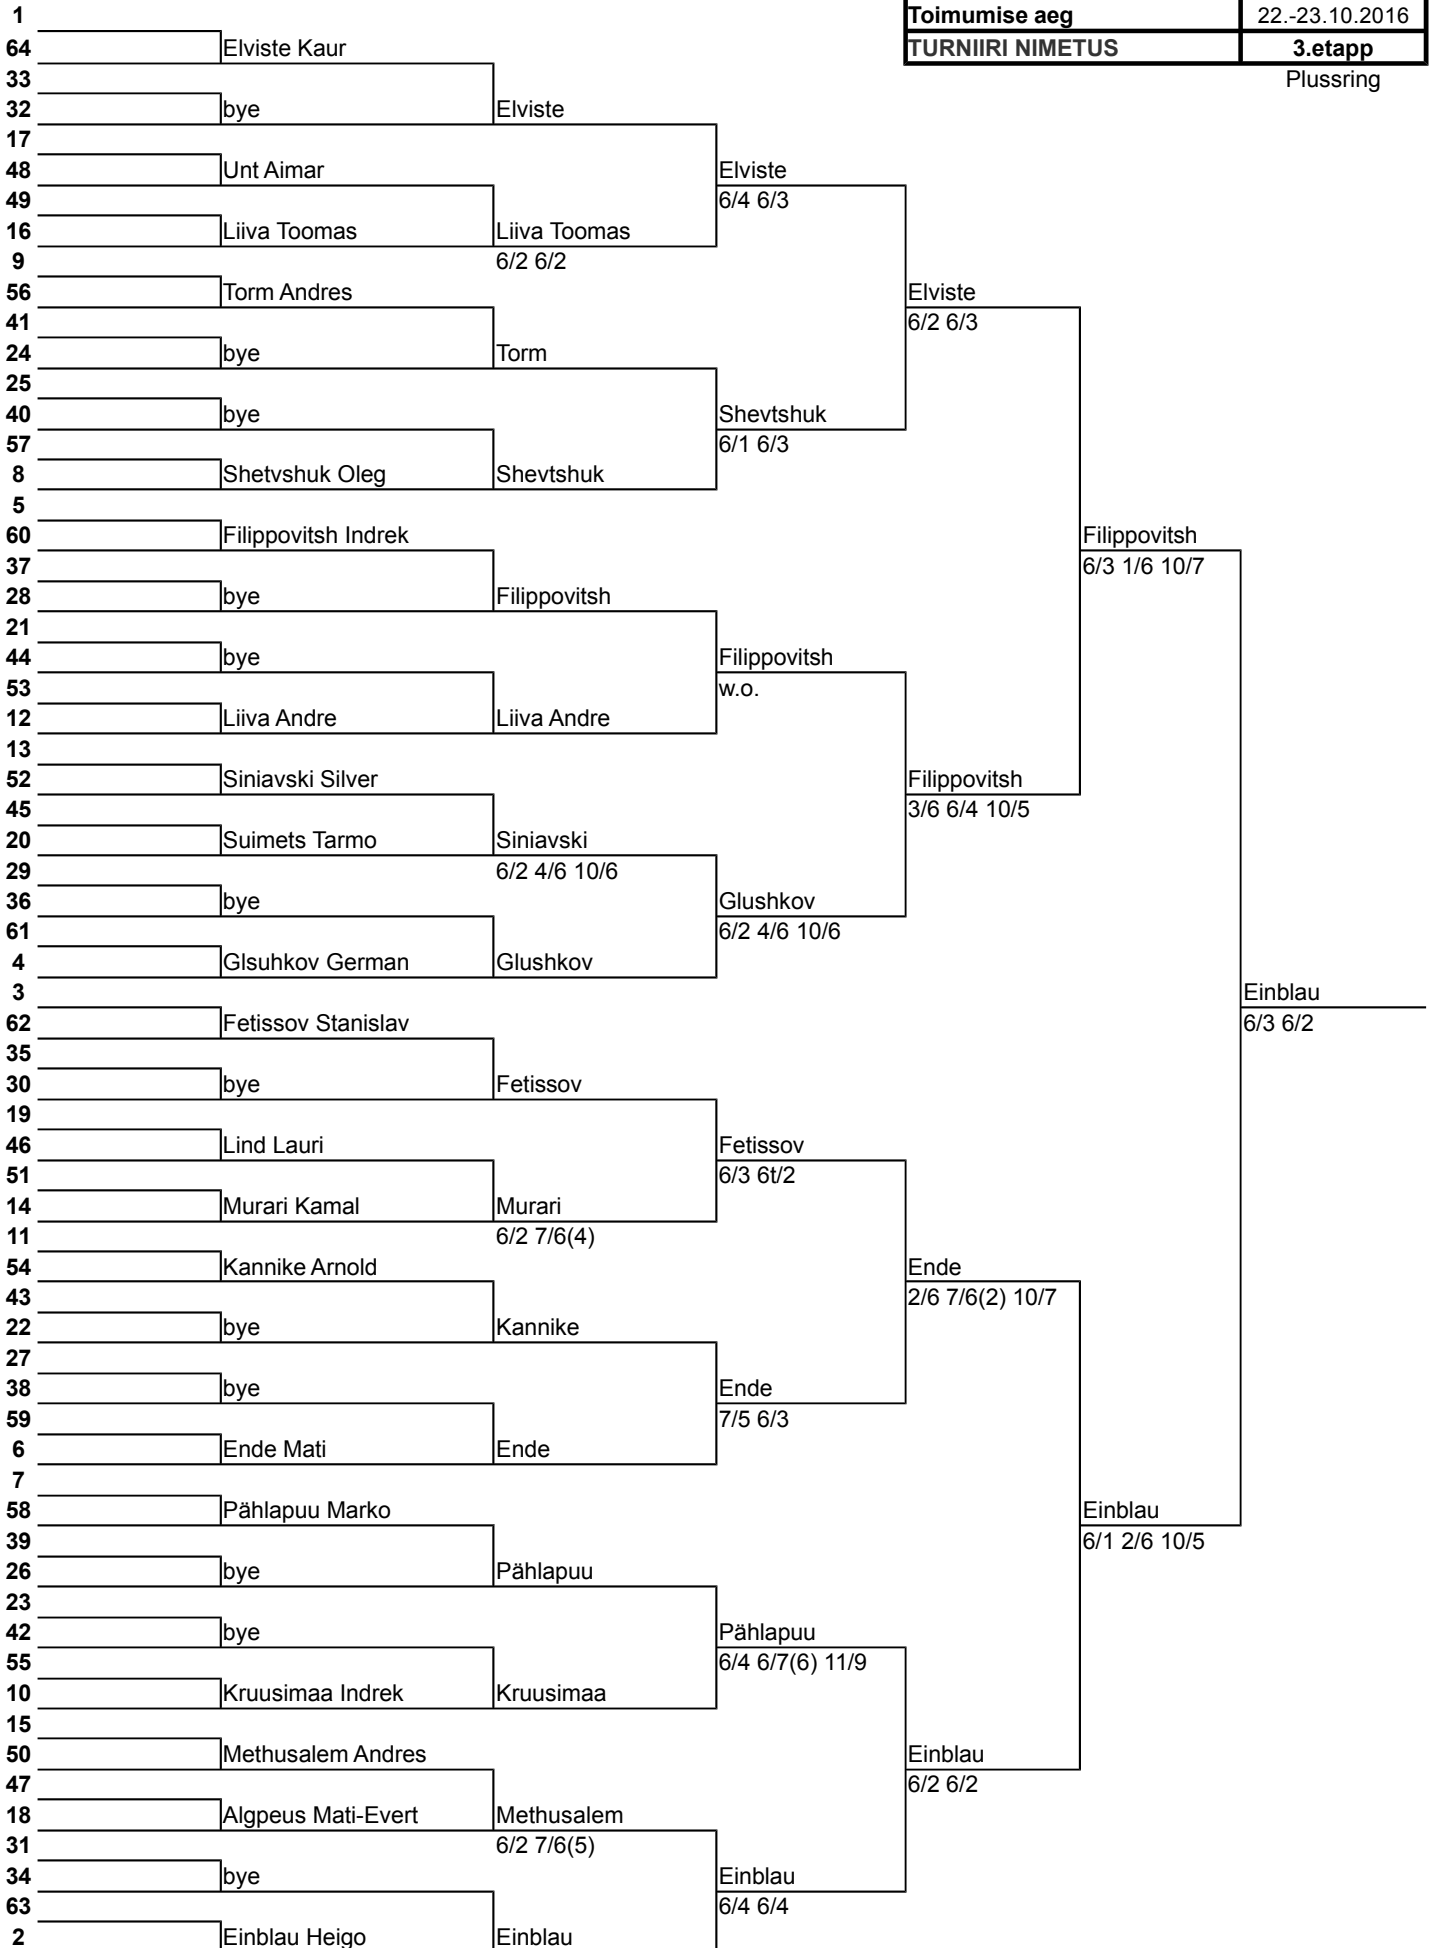 1
Toimumise aeg 22.-23.10.2016
64 Elviste Kaur TURNIIRI NIMETUS 3.etapp
33 Plussring
32 bye Elviste
17
48 Unt Aimar Elviste
49 6/4 6/3
16 Liiva Toomas Liiva Toomas
9 6/2 6/2
56 Torm Andres Elviste
41 6/2 6/3
24 bye Torm
25
40 bye Shevtshuk
57 6/1 6/3
8 Shetvshuk Oleg Shevtshuk
5
60 Filippovitsh Indrek Filippovitsh
37 6/3 1/6 10/7
28 bye Filippovitsh
21
44 bye Filippovitsh
53 w.o.
12 Liiva Andre Liiva Andre
13
52 Siniavski Silver Filippovitsh
45 3/6 6/4 10/5
20 Suimets Tarmo Siniavski
29 6/2 4/6 10/6
36 bye Glushkov
61 6/2 4/6 10/6
4 Glsuhkov German Glushkov
3 Einblau
62 Fetissov Stanislav 6/3 6/2
35
30 bye Fetissov
19
46 Lind Lauri Fetissov
51 6/3 6t/2
14 Murari Kamal Murari
11 6/2 7/6(4)
54 Kannike Arnold Ende
43 2/6 7/6(2) 10/7
22 bye Kannike
27
38 bye Ende
59 7/5 6/3
6 Ende Mati Ende
7
58 Pählapuu Marko Einblau
39 6/1 2/6 10/5
26 bye Pählapuu
23
42 bye Pählapuu
55 6/4 6/7(6) 11/9
10 Kruusimaa Indrek Kruusimaa
15
50 Methusalem Andres Einblau
47 6/2 6/2
18 Algpeus Mati-Evert Methusalem
31 6/2 7/6(5)
34 bye Einblau
63 6/4 6/4
2 Einblau Heigo Einblau